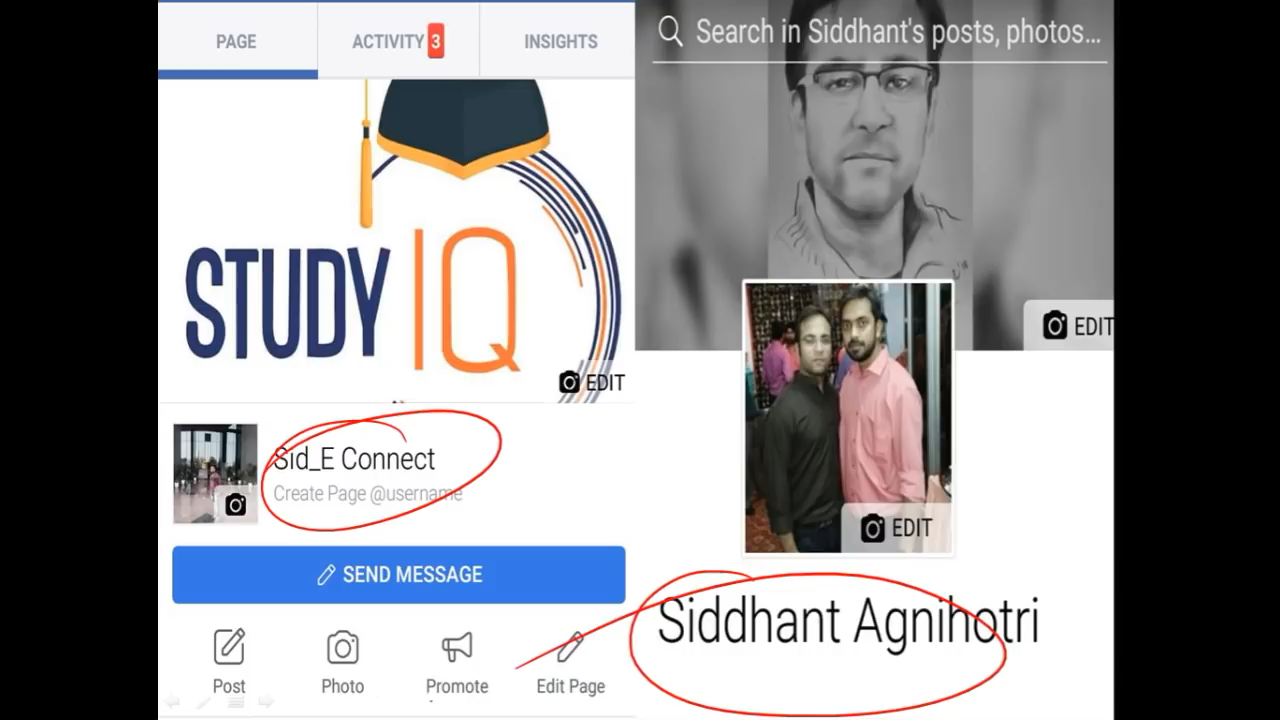 PAGE
ACTIVITY 3
INSIGHTS
STUDY IQ
EDIT
Sid_E Connect
Create Page @username
SEND MESSAGE
Post
Photo
Promote
Edit Page
Search in Siddhant's posts, photos...
EDIT
EDIT
Siddhant Agnihotri